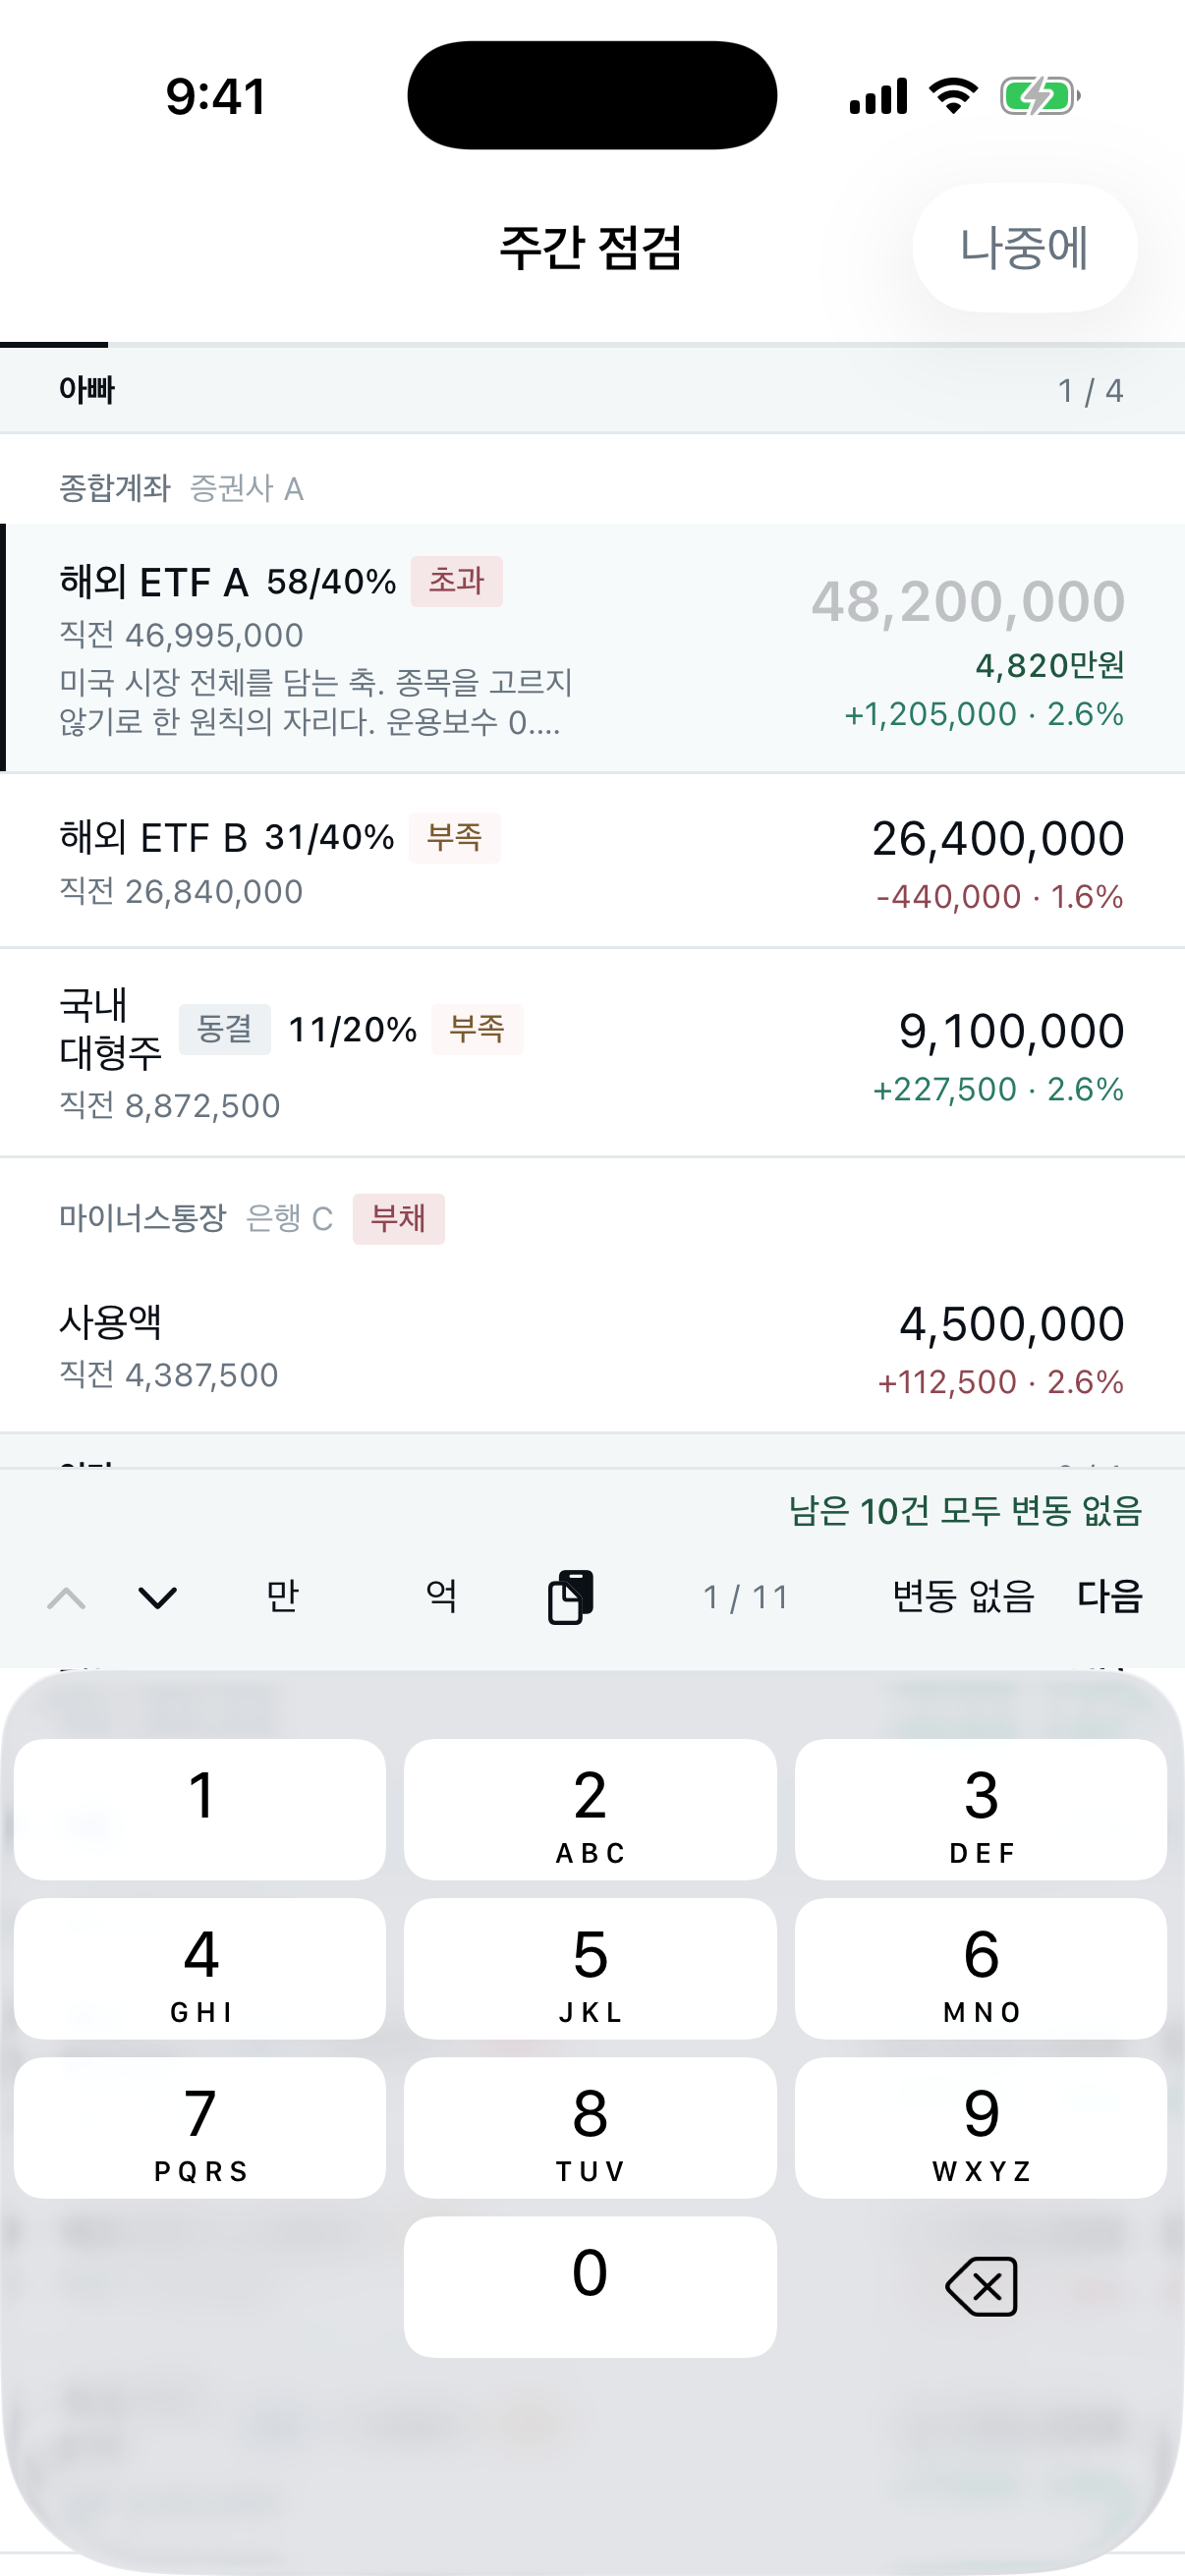 9:41
주간 점검
나중에
아빠
1 / 4
종합계좌 증권사 A
해외 ETF A 58/40% 초과
48,200,000
직전 46,995,000
4,820만원
미국 시장 전체를 담는 축. 종목을 고르지
않기로 한 원칙의 자리다. 운용보수 0....
+1,205,000 · 2.6%
해외 ETF B 31/40% 부족
26,400,000
직전 26,840,000
-440,000 · 1.6%
국내
대형주
동결 11/20% 부족
9,100,000
직전 8,872,500
+227,500 · 2.6%
마이너스통장 은행 C 부채
사용액
4,500,000
직전 4,387,500
+112,500 · 2.6%
남은 10건 모두 변동 없음
만 억 1 / 11 변동 없음 다음
1
2
ABC
3
DEF
4
GHI
5
JKL
6
MNO
7
PQRS
8
TUV
9
WXYZ
0